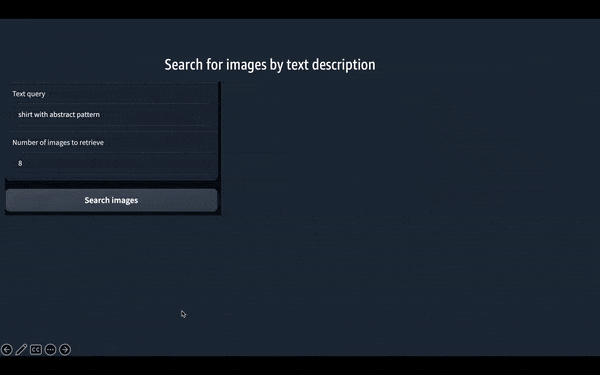 Search for images by text description
Text query
shirt with abstract pattern
Number of images to retrieve
8
Search images
CC